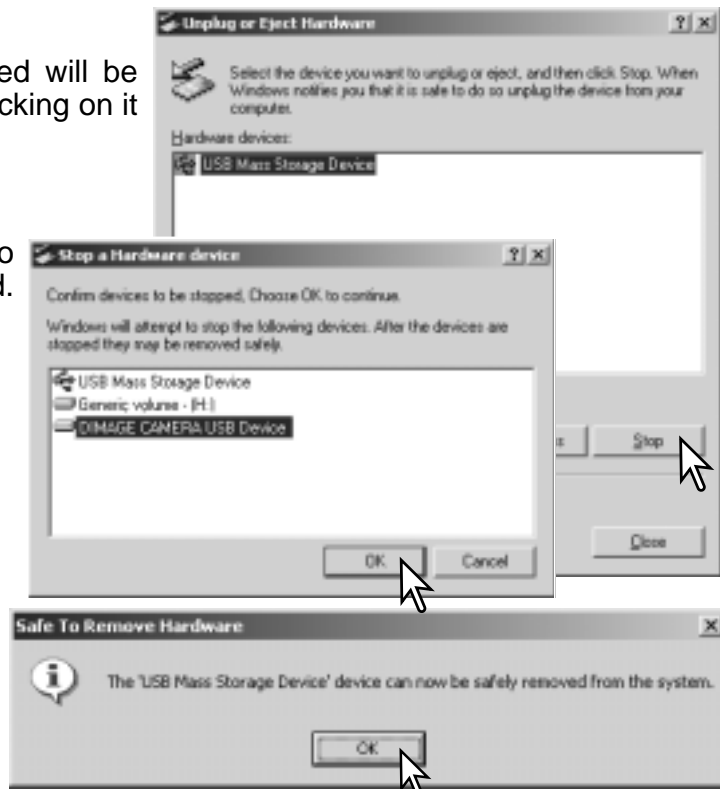 ed will be
cking on it
o
d.
Unplug or Eject Hardware
Select the device you want to unplug or eject, and then click Stop. When
Windows notifies you that it is safe to do so unplug the device from your
computer.
Hardware devices:
USB Mass Storage Device
Stop
Close
Stop a Hardware device
Confirm devices to be stopped, Choose OK to continue.
Windows will attempt to stop the following devices. After the devices are
stopped they may be removed safely.
USB Mass Storage Device
Generic volume - (H:)
DIMAGE CAMERA USB Device
OK
Cancel
Safe To Remove Hardware
The 'USB Mass Storage Device' device can now be safely removed from the system.
OK